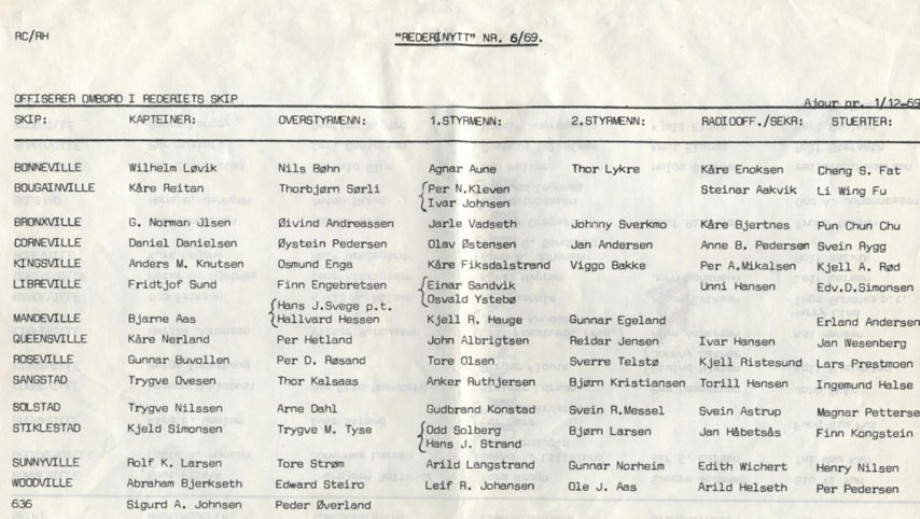 RC/RH
"REDERINYTT" NR. 6/69.
OFFISERER OMBORD I REDERIETS SKIP
Ajour pr. 1/12-69
SKIP: KAPTEINER: OVERSTYRMENN: 1.STYRMENN: 2.STYRMENN: RADIOOFF./SEKR: STUERTER:
BONNEVILLE Wilhelm Løvik Nils Bøhn Agnar Aune Thor Lykre Kåre Enoksen Cheng S. Fat
BOUGAINVILLE Kåre Reitan Thorbjørn Sørli Per N.Kleven Steinar Aakvik Li Wing Fu
Ivar Johnsen
BRONXVILLE G. Norman Jlsen Øivind Andreassen Jarle Vadseth Johnny Sverkmo Kåre Bjertnes Pun Chun Chu
CORNEVILLE Daniel Danielsen Øystein Pedersen Olav Østensen Jan Andersen Anne B. Pedersen Svein Rygg
KINGSVILLE Anders M. Knutsen Osmund Enga Kåre Fiksdalstrand Viggo Bakke Per A.Mikalsen Kjell A. Rød
LIBREVILLE Fridtjof Sund Finn Engebretsen Einar Sandvik Unni Hansen Edv.D.Simonsen
Osvald Ystebø
Hans J.Svege p.t.
MANDEVILLE Bjarne Aas Hallvard Hessen Kjell R. Hauge Gunnar Egeland Erland Andersen
QUEENSVILLE Kåre Nerland Per Hetland John Albrigtsen Reidar Jensen Ivar Hansen Jan Wesenberg
ROSEVILLE Gunnar Buvollen Per D. Røsand Tore Olsen Sverre Telstø Kjell Ristesund Lars Prestmoen
SANGSTAD Trygve Ovesen Thor Kalsaas Anker Ruthjersen Bjørn Kristiansen Torill Hansen Ingemund Halse
SOLSTAD Trygve Nilssen Arne Dahl Gudbrand Konstad Svein R.Messel Svein Astrup Magnar Petterse
STIKLESTAD Kjeld Simonsen Trygve M. Tyse Odd Solberg Bjørn Larsen Jan Håbetsås Finn Kongstein
Hans J. Strand
SUNNYVILLE Rolf K. Larsen Tore Strøm Arild Langstrand Gunnar Norheim Edith Wichert Henry Nilsen
WOODVILLE Abraham Bjerkseth Edward Steiro Leif R. Johansen Ole J. Aas Arild Helseth Per Pedersen
636 Sigurd A. Johnsen Peder Øverland